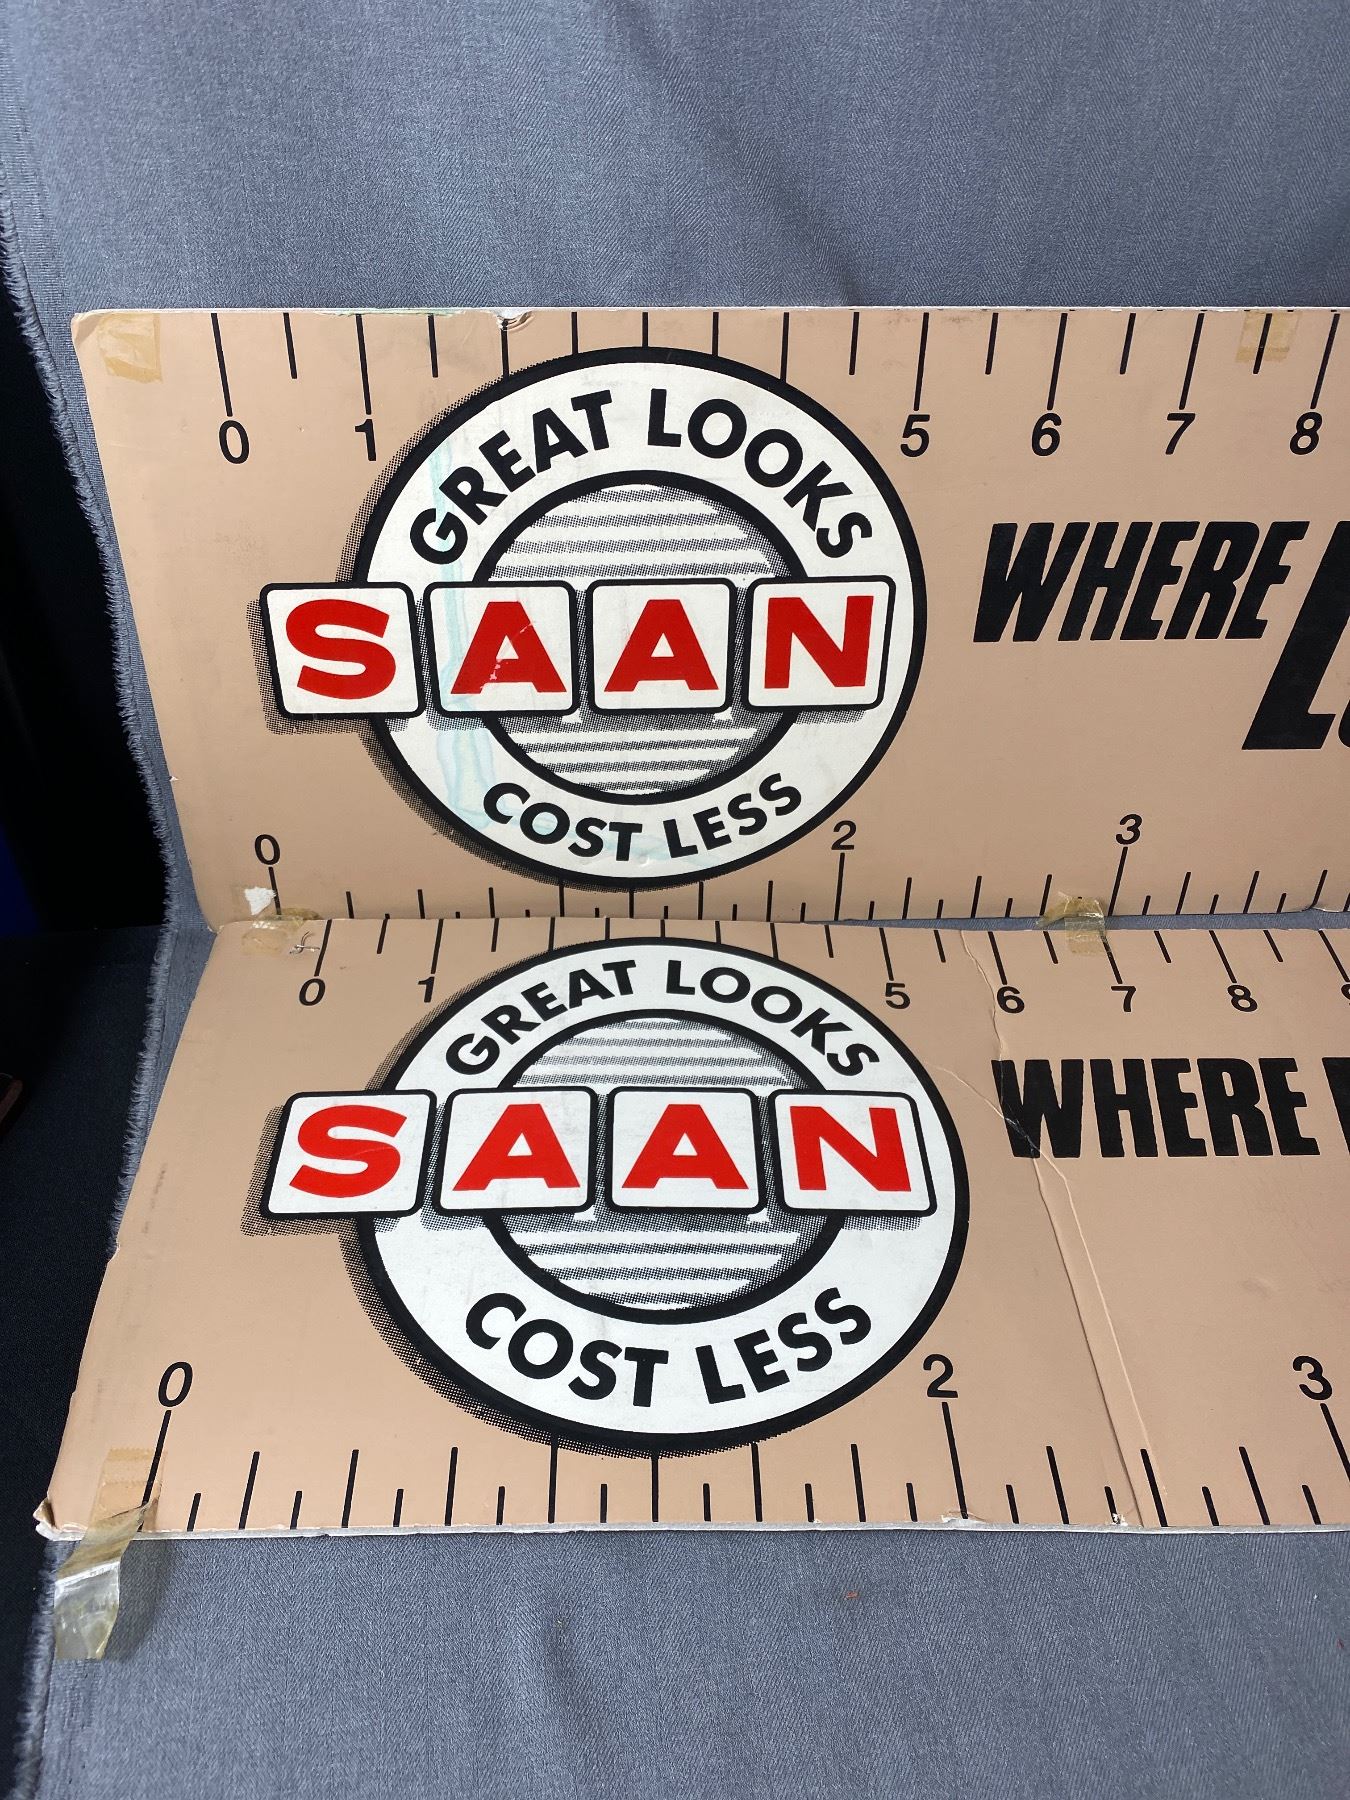 0 1 5 6 7 8
GREAT LOOKS
SAAN
COST LESS
WHERE
0 2 3
0 1 5 6 7 8
GREAT LOOKS
SAAN
COST LESS
WHERE
0 2 3